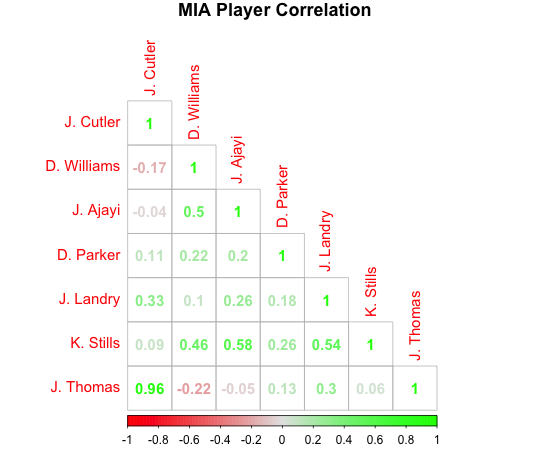 MIA Player Correlation
J. Cutler
D. Williams
J. Ajayi
D. Parker
J. Landry
K. Stills
J. Thomas
J. Cutler 1
D. Williams -0.17 1
J. Ajayi -0.04 0.5 1
D. Parker 0.11 0.22 0.2 1
J. Landry 0.33 0.1 0.26 0.18 1
K. Stills 0.09 0.46 0.58 0.26 0.54 1
J. Thomas 0.96 -0.22 -0.05 0.13 0.3 0.06 1
-1 -0.8 -0.6 -0.4 -0.2 0 0.2 0.4 0.6 0.8 1